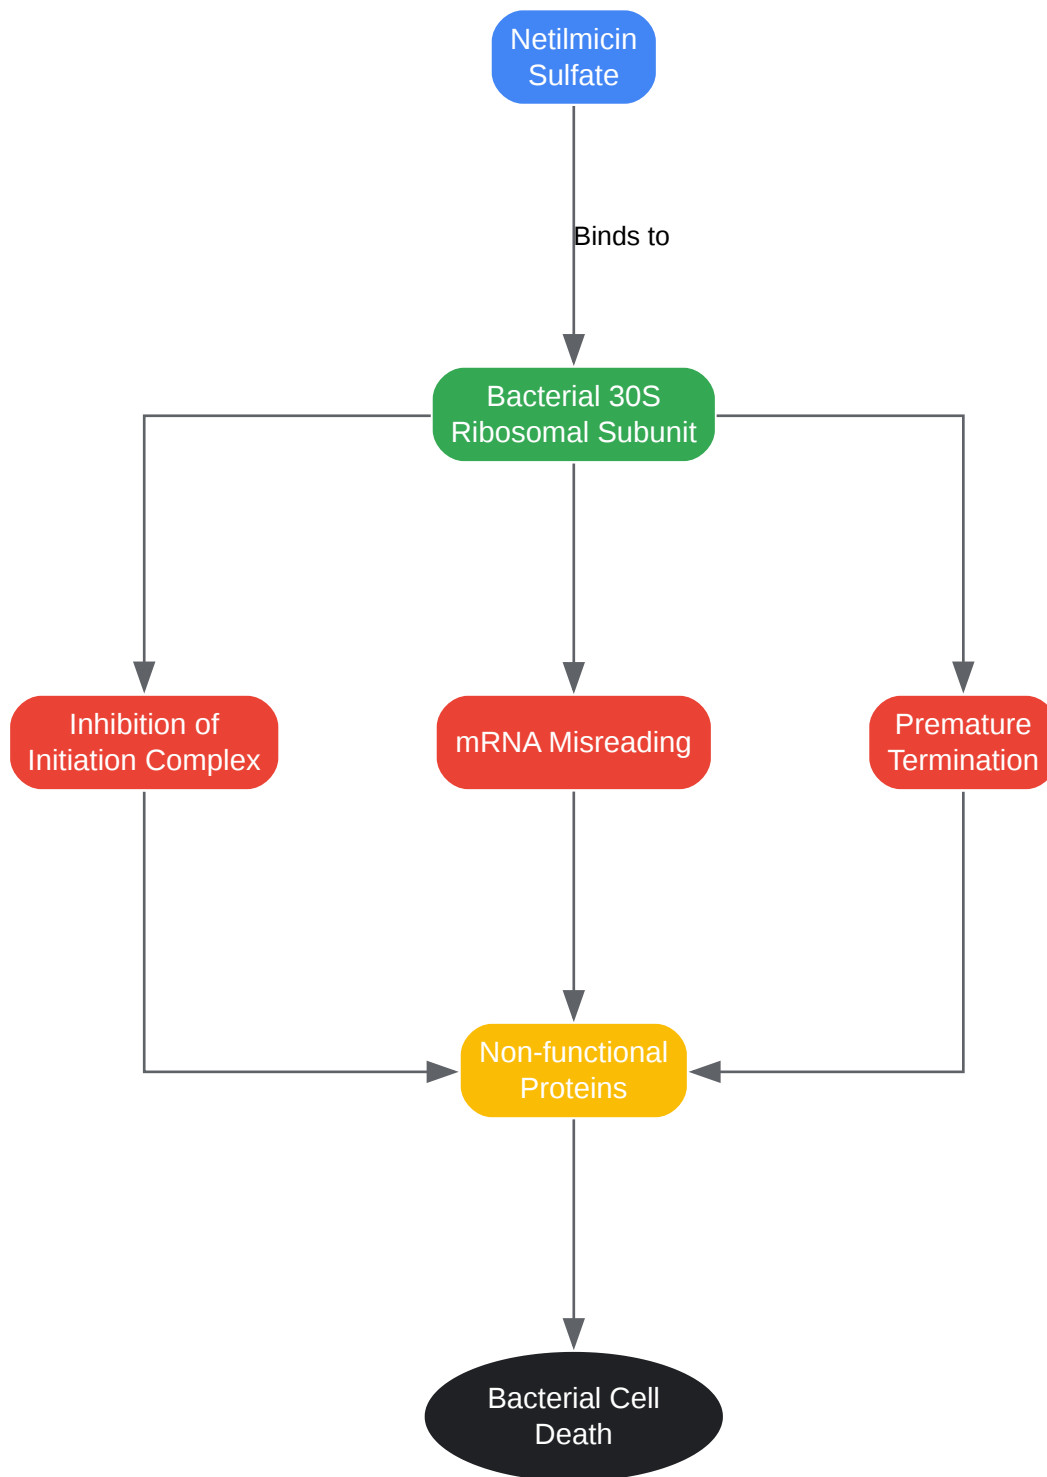 Netilmicin
Sulfate
Binds to
Bacterial 30S
Ribosomal Subunit
Inhibition of
Initiation Complex
mRNA Misreading
Premature
Termination
Non-functional
Proteins
Bacterial Cell
Death